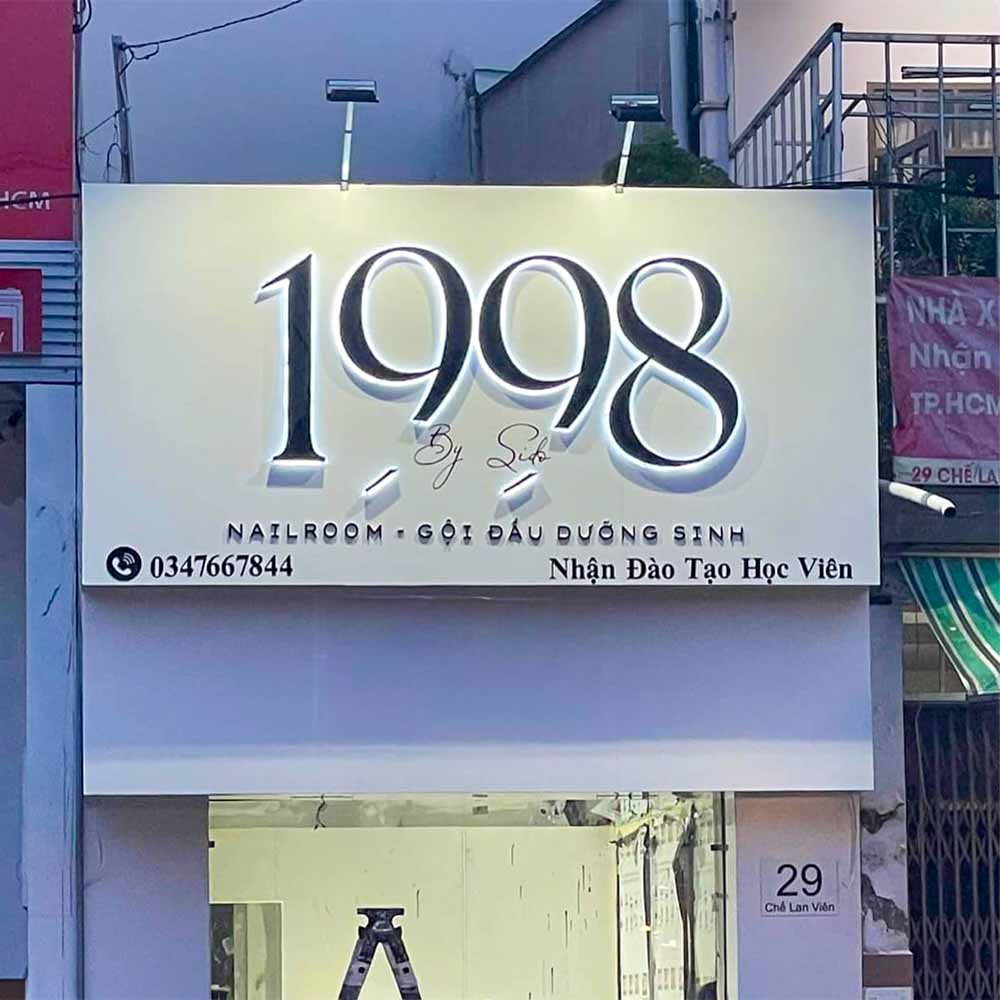 HCM
1998
By Sido
NAILROOM - GỘI ĐẦU DƯỠNG SINH
0347667844
Nhận Đào Tạo Học Viên
NHÀ X
Nhận
TP.HCM
29 CHẾ LA
29
Chế Lan Viên